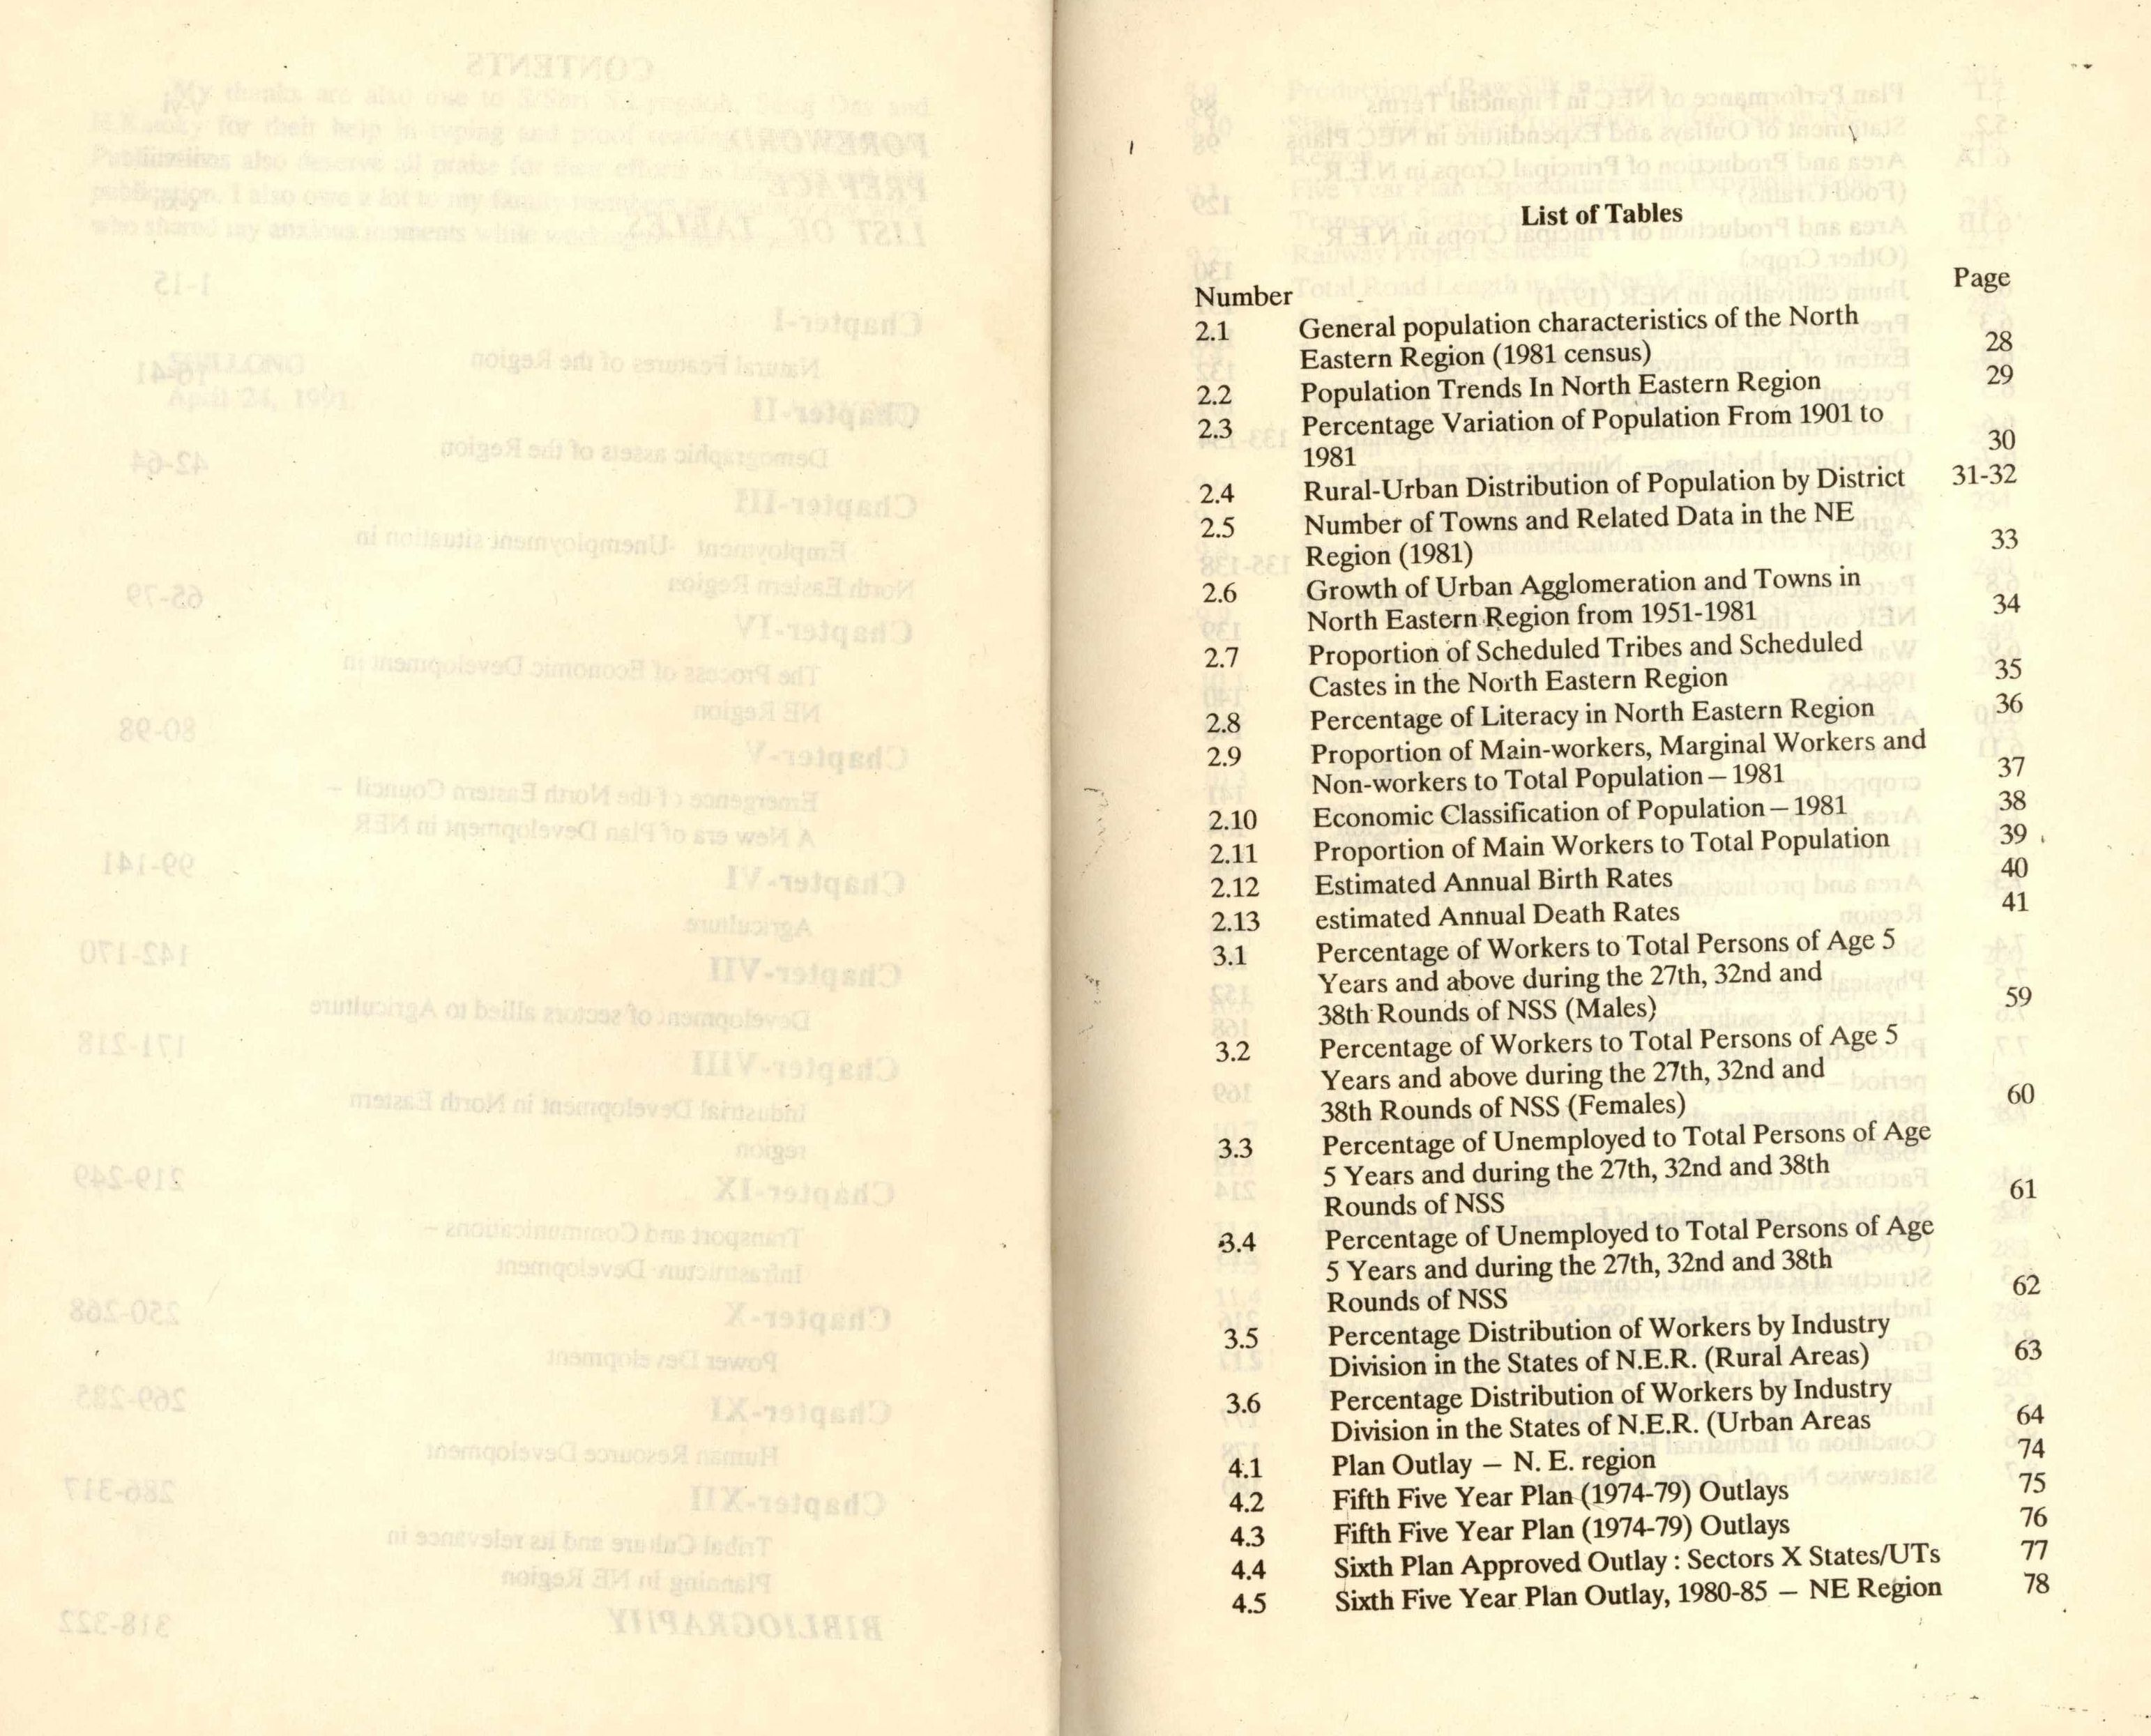 List of Tables
Number Page
2.1 General population characteristics of the North
Eastern Region (1981 census) 28
2.2 Population Trends In North Eastern Region 29
2.3 Percentage Variation of Population From 1901 to
1981 30
2.4 Rural-Urban Distribution of Population by District 31-32
2.5 Number of Towns and Related Data in the NE
Region (1981) 33
2.6 Growth of Urban Agglomeration and Towns in
North Eastern Region from 1951-1981 34
2.7 Proportion of Scheduled Tribes and Scheduled
Castes in the North Eastern Region 35
2.8 Percentage of Literacy in North Eastern Region 36
2.9 Proportion of Main-workers, Marginal Workers and
Non-workers to Total Population – 1981 37
2.10 Economic Classification of Population – 1981 38
2.11 Proportion of Main Workers to Total Population 39
2.12 Estimated Annual Birth Rates 40
2.13 estimated Annual Death Rates 41
3.1 Percentage of Workers to Total Persons of Age 5
Years and above during the 27th, 32nd and
38th Rounds of NSS (Males) 59
3.2 Percentage of Workers to Total Persons of Age 5
Years and above during the 27th, 32nd and
38th Rounds of NSS (Females) 60
3.3 Percentage of Unemployed to Total Persons of Age
5 Years and during the 27th, 32nd and 38th
Rounds of NSS 61
3.4 Percentage of Unemployed to Total Persons of Age
5 Years and during the 27th, 32nd and 38th
Rounds of NSS 62
3.5 Percentage Distribution of Workers by Industry
Division in the States of N.E.R. (Rural Areas) 63
3.6 Percentage Distribution of Workers by Industry
Division in the States of N.E.R. (Urban Areas 64
4.1 Plan Outlay – N. E. region 74
4.2 Fifth Five Year Plan (1974-79) Outlays 75
4.3 Fifth Five Year Plan (1974-79) Outlays 76
4.4 Sixth Plan Approved Outlay : Sectors X States/UTs 77
4.5 Sixth Five Year Plan Outlay, 1980-85 – NE Region 78